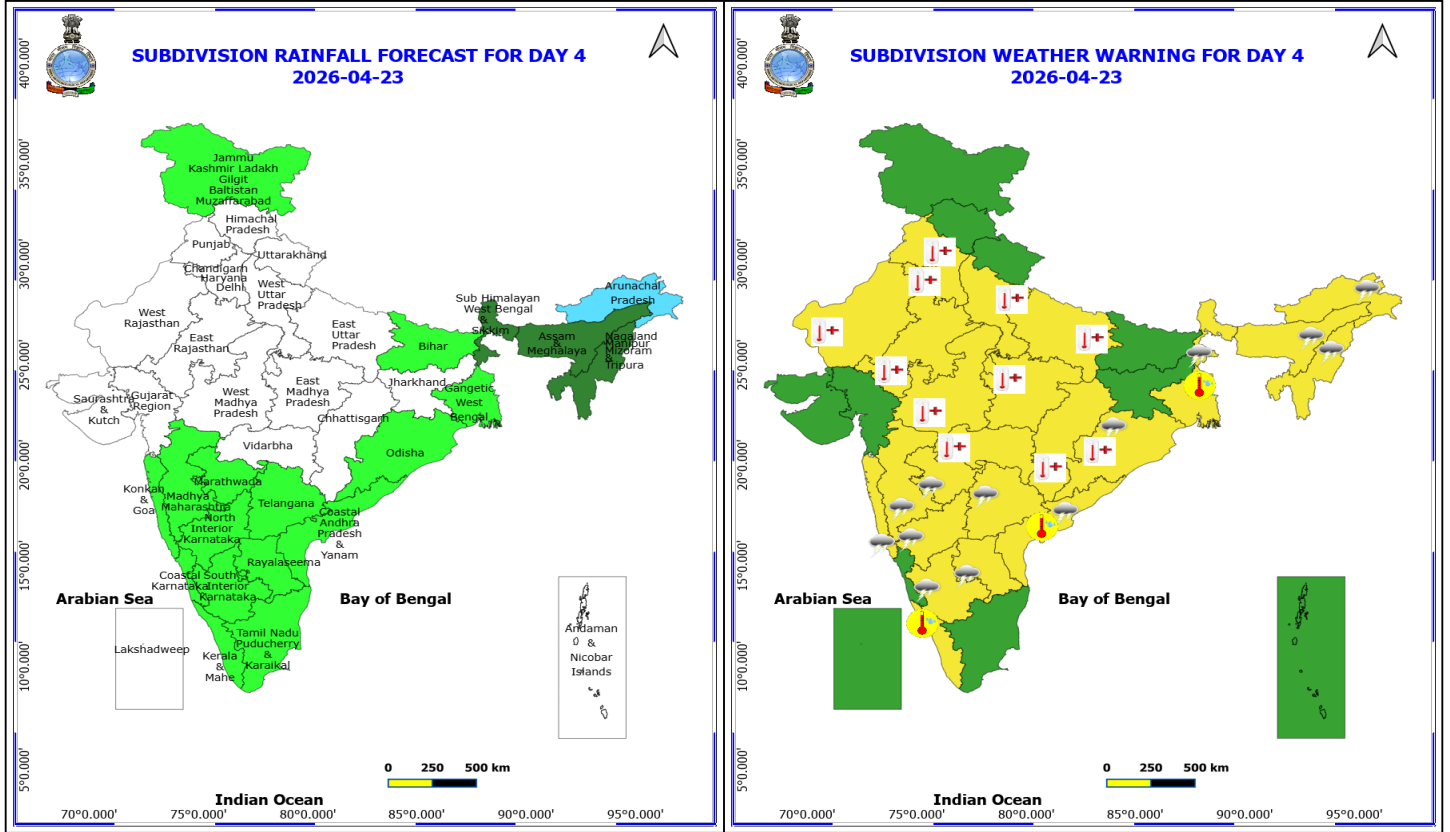 SUBDIVISION RAINFALL FORECAST FOR DAY 4
2026-04-23
40°0.000'
35°0.000'
30°0.000'
25°0.000'
20°0.000'
15°0.000'
10°0.000'
5°0.000'
Jammu
Kashmir Ladakh
Gilgit
Baltistan
Muzaffarabad
Himachal
Pradesh
Punjab
Uttarakhand
Chandigarh
Haryana
Delhi
West
Uttar
Pradesh
West
Rajasthan
East
Rajasthan
East
Uttar
Pradesh
Sub Himalayan
West Bengal
&
Sikkim
Arunachal
Pradesh
Assam
&
Meghalaya
Nagaland
Manipur
Mizoram
&
Tripura
Bihar
Jharkhand
Gangetic
West
Bengal
Saurashtra
&
Kutch
Gujarat
Region
West
Madhya
Pradesh
East
Madhya
Pradesh
Chhattisgarh
Vidarbha
Odisha
Konkan
&
Goa
Madhya
Maharashtra
Marathwada
Telangana
North
Interior
Karnataka
Coastal
Andhra
Pradesh
&
Yanam
Rayalaseema
Coastal
Karnataka
South
Interior
Karnataka
Tamil Nadu
Puducherry
&
Karaikal
Kerala
&
Mahe
Lakshadweep
Andaman
&
Nicobar
Islands
Arabian Sea
Bay of Bengal
Indian Ocean
0 250 500 km
70°0.000' 75°0.000' 80°0.000' 85°0.000' 90°0.000' 95°0.000'
SUBDIVISION WEATHER WARNING FOR DAY 4
2026-04-23
40°0.000'
35°0.000'
30°0.000'
25°0.000'
20°0.000'
15°0.000'
10°0.000'
5°0.000'
Arabian Sea
Bay of Bengal
Indian Ocean
0 250 500 km
70°0.000' 75°0.000' 80°0.000' 85°0.000' 90°0.000' 95°0.000'